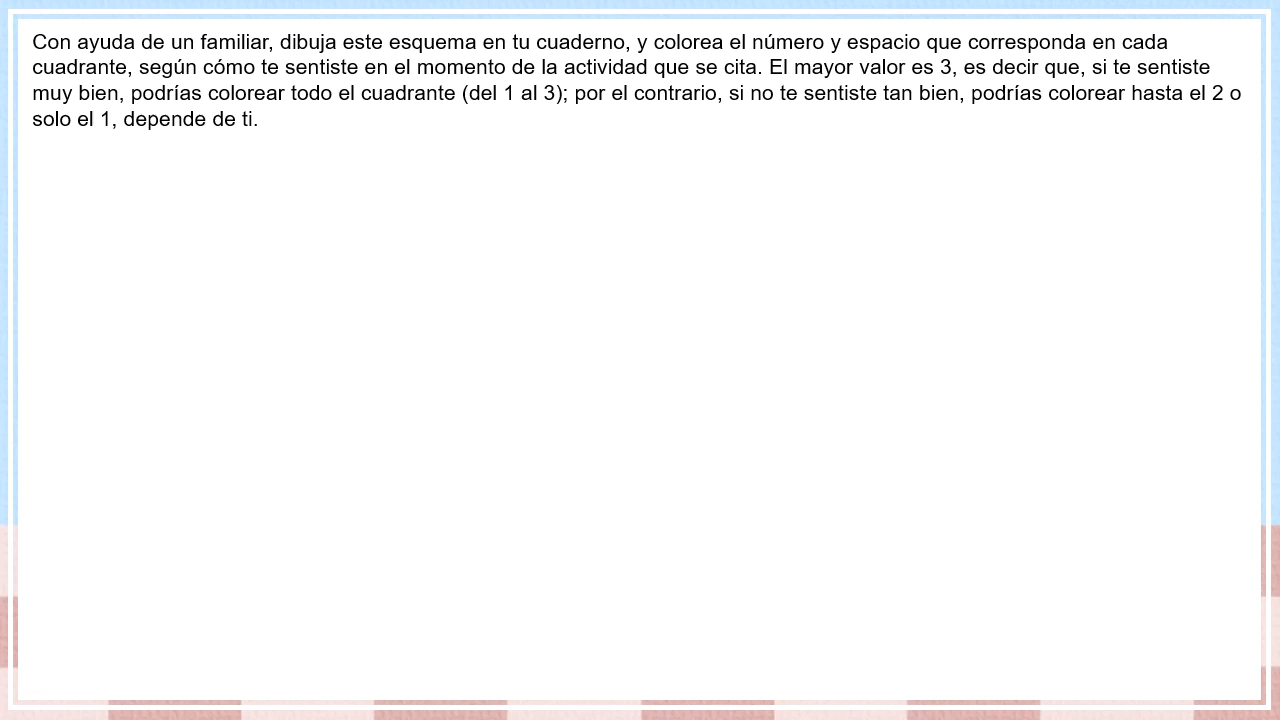 Con ayuda de un familiar, dibuja este esquema en tu cuaderno, y colorea el número y espacio que corresponda en cada
cuadrante, según cómo te sentiste en el momento de la actividad que se cita. El mayor valor es 3, es decir que, si te sentiste
muy bien, podrías colorear todo el cuadrante (del 1 al 3); por el contrario, si no te sentiste tan bien, podrías colorear hasta el 2 o
solo el 1, depende de ti.